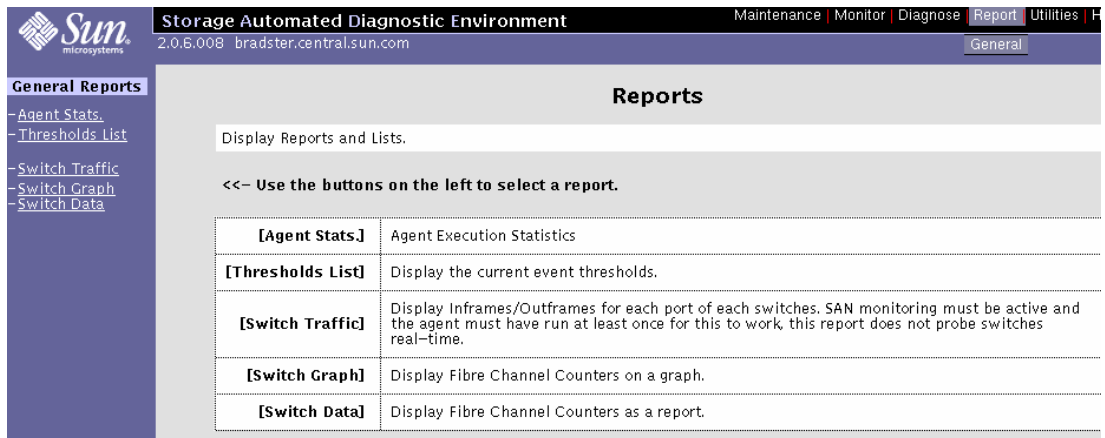 Sun
microsystems
Storage Automated Diagnostic Environment
Maintenance | Monitor | Diagnose | Report | Utilities | H
2.0.6.008 bradster.central.sun.com
General
General Reports
–Agent Stats.
–Thresholds List
–Switch Traffic
–Switch Graph
–Switch Data
Reports
Display Reports and Lists.
<<– Use the buttons on the left to select a report.
[Agent Stats.] Agent Execution Statistics
[Thresholds List] Display the current event thresholds.
[Switch Traffic] Display Inframes/Outframes for each port of each switches. SAN monitoring must be active and
the agent must have run at least once for this to work, this report does not probe switches
real–time.
[Switch Graph] Display Fibre Channel Counters on a graph.
[Switch Data] Display Fibre Channel Counters as a report.